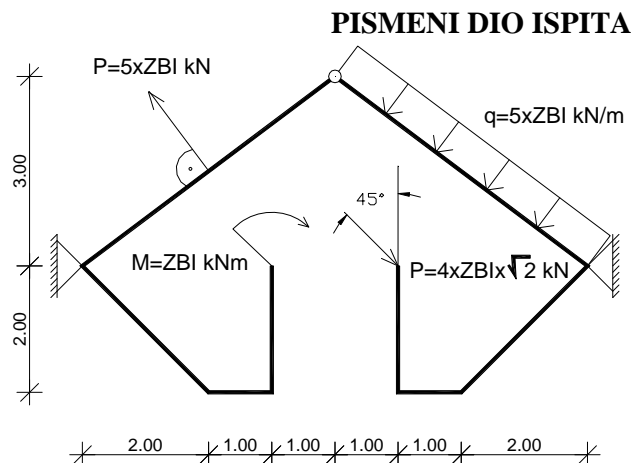 PISMENI DIO ISPITA
P=5xZBI kN
q=5xZBI kN/m
3.00
45°
M=ZBI kNm
P=4xZBIx√2 kN
2.00
2.00 1.00 1.00 1.00 1.00 2.00